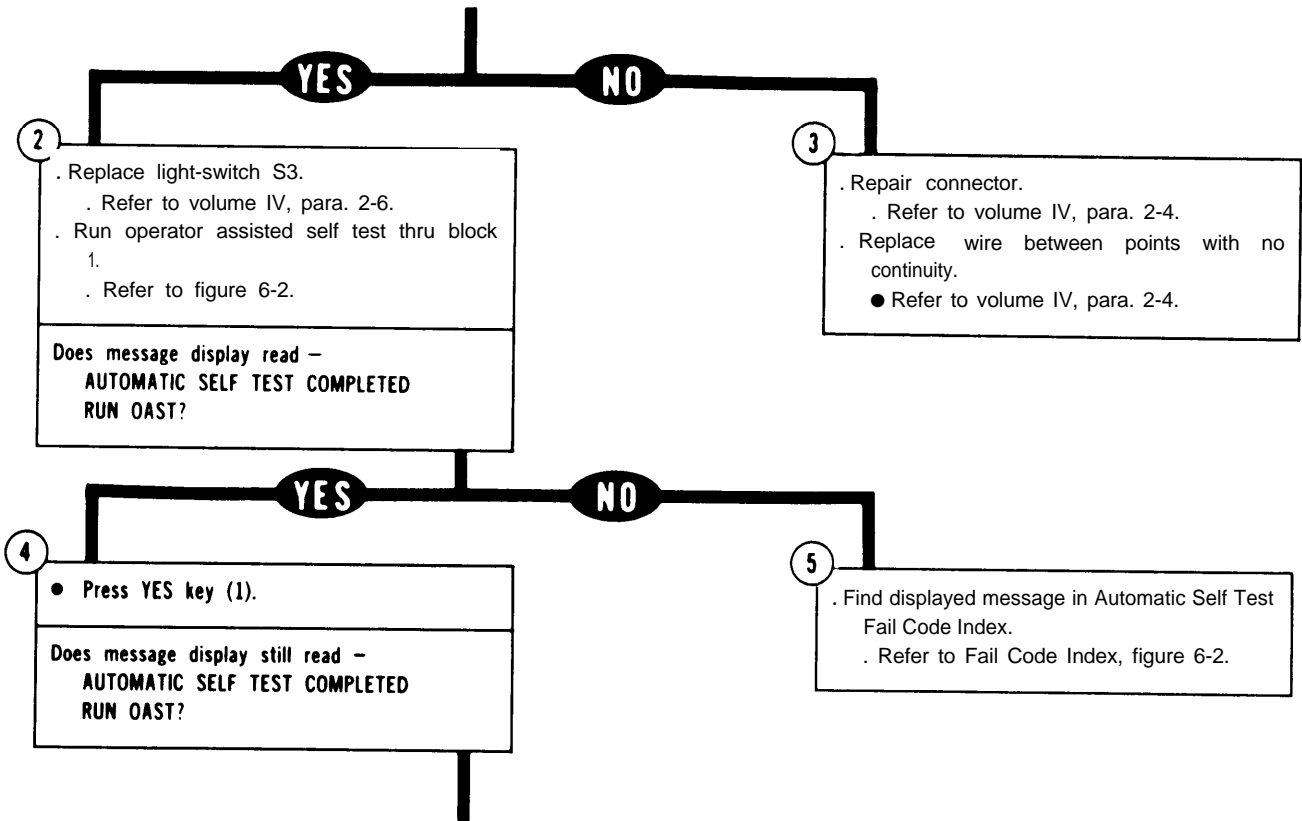 YES
NO
2
. Replace light-switch S3.
. Refer to volume IV, para. 2-6.
. Run operator assisted self test thru block
1.
. Refer to figure 6-2.
Does message display read –
AUTOMATIC SELF TEST COMPLETED
RUN OAST?
3
. Repair connector.
. Refer to volume IV, para. 2-4.
. Replace wire between points with no
continuity.
● Refer to volume IV, para. 2-4.
YES
NO
4
● Press YES key (1).
Does message display still read –
AUTOMATIC SELF TEST COMPLETED
RUN OAST?
5
. Find displayed message in Automatic Self Test
Fail Code Index.
. Refer to Fail Code Index, figure 6-2.